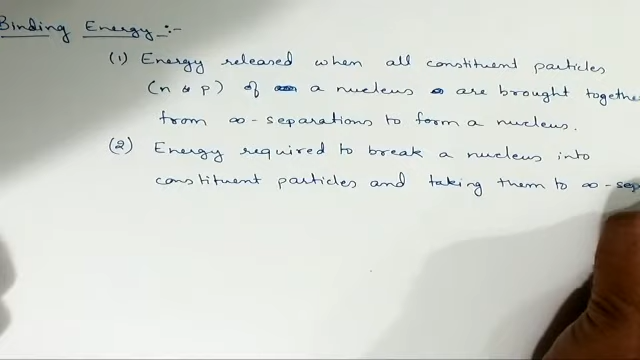 Binding Energy :-
(1) Energy released when all constituent particles
(n & p) of a nucleus are brought together
from ∞-separations to form a nucleus.
(2) Energy required to break a nucleus into
constituent particles and taking them to ∞-sep